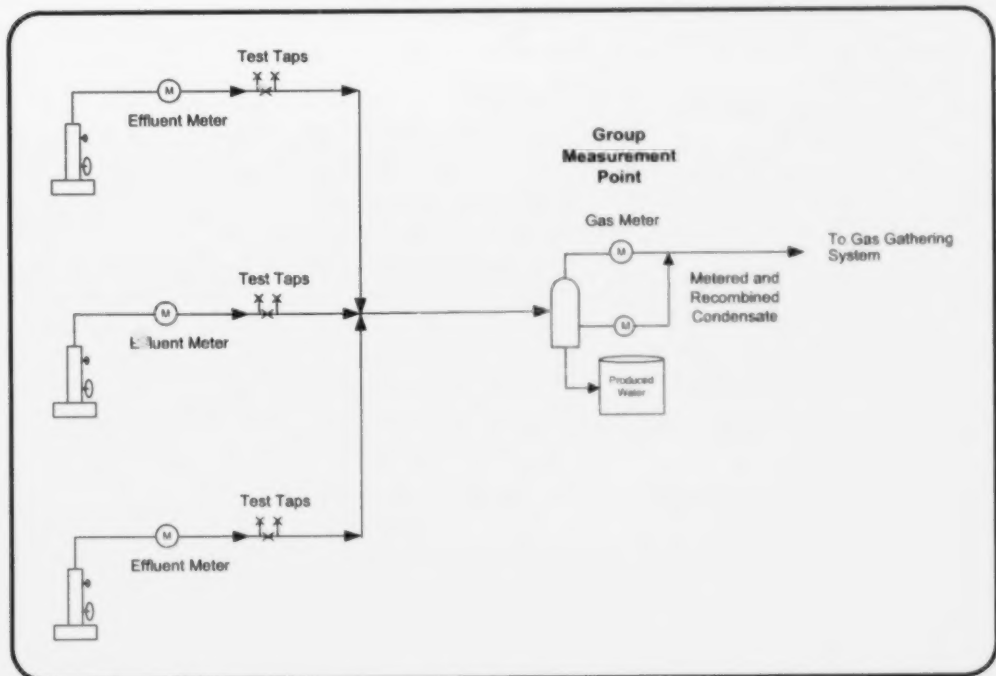 Test Taps
M
Effluent Meter
Group
Measurement
Point
Gas Meter
M
To Gas Gathering
System
Test Taps
M
Effluent Meter
Metered and
Recombined
Condensate
M
Produced
Water
Test Taps
M
Effluent Meter